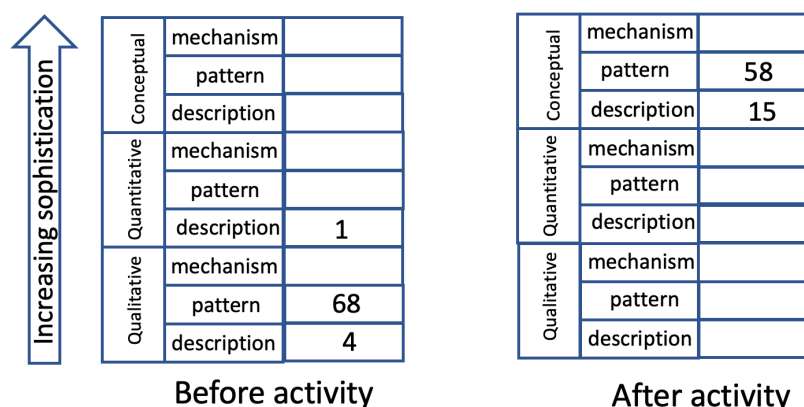 Increasing sophistication
Conceptual
mechanism
pattern
description
Quantitative
mechanism
pattern
description 1
Qualitative
mechanism
pattern 68
description 4
Before activity
Conceptual
mechanism
pattern 58
description 15
Quantitative
mechanism
pattern
description
Qualitative
mechanism
pattern
description
After activity